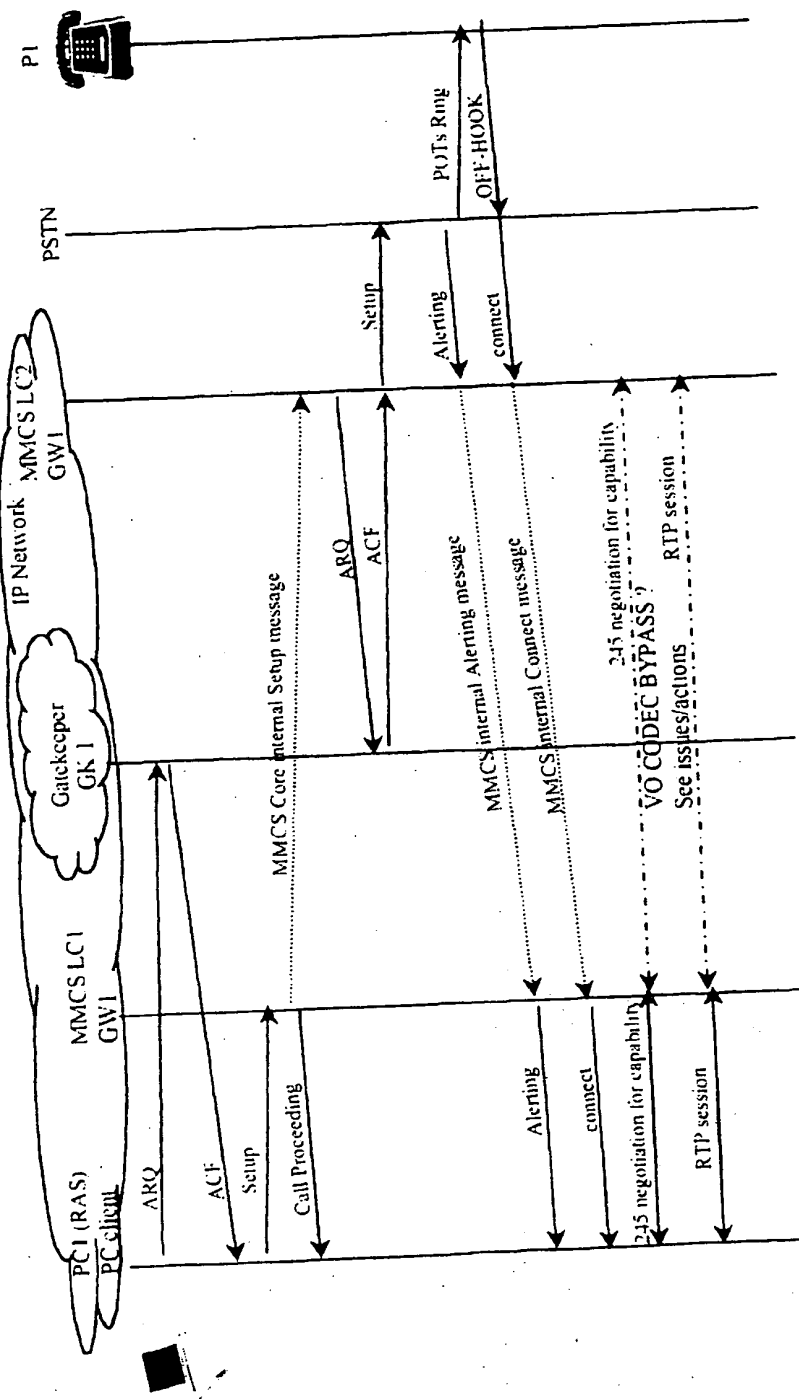 PC1 (RAS)
PC client
MMCS LC1
GW1
Gatekeeper
GK 1
IP Network
MMCS LC2
GW1
PSTN
P1
ARQ
ACF
Setup
Call Proceeding
MMCS Core internal Setup message
ARQ
ACF
Setup
POTs Ring
Alerting
OFF-HOOK
connect
MMCS internal Alerting message
MMCS internal Connect message
Alerting
connect
245 negotiation for capability
245 negotiation for capability
VO CODEC BYPASS ?
See issues/actions
RTP session
RTP session